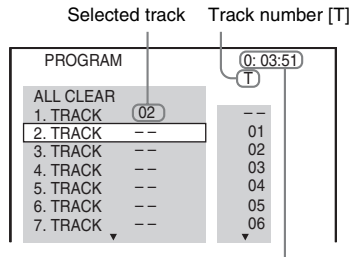 Selected track Track number [T]
PROGRAM 0: 03:51
T
ALL CLEAR
1. TRACK 02 – –
2. TRACK – – 01
3. TRACK – – 02
4. TRACK – – 03
5. TRACK – – 04
6. TRACK – – 05
7. TRACK – – 06